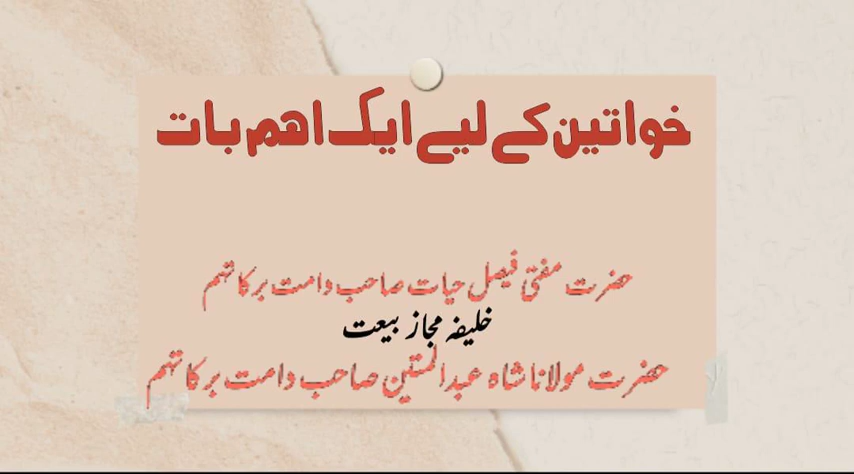 خواتین کے لیے ایک اھم بات
حضرت مفتی فیصل حیات صاحب دامت برکاتہم
خلیفہ مجاز بیعت
حضرت مولانا شاہ عبدالمتین صاحب دامت برکاتہم